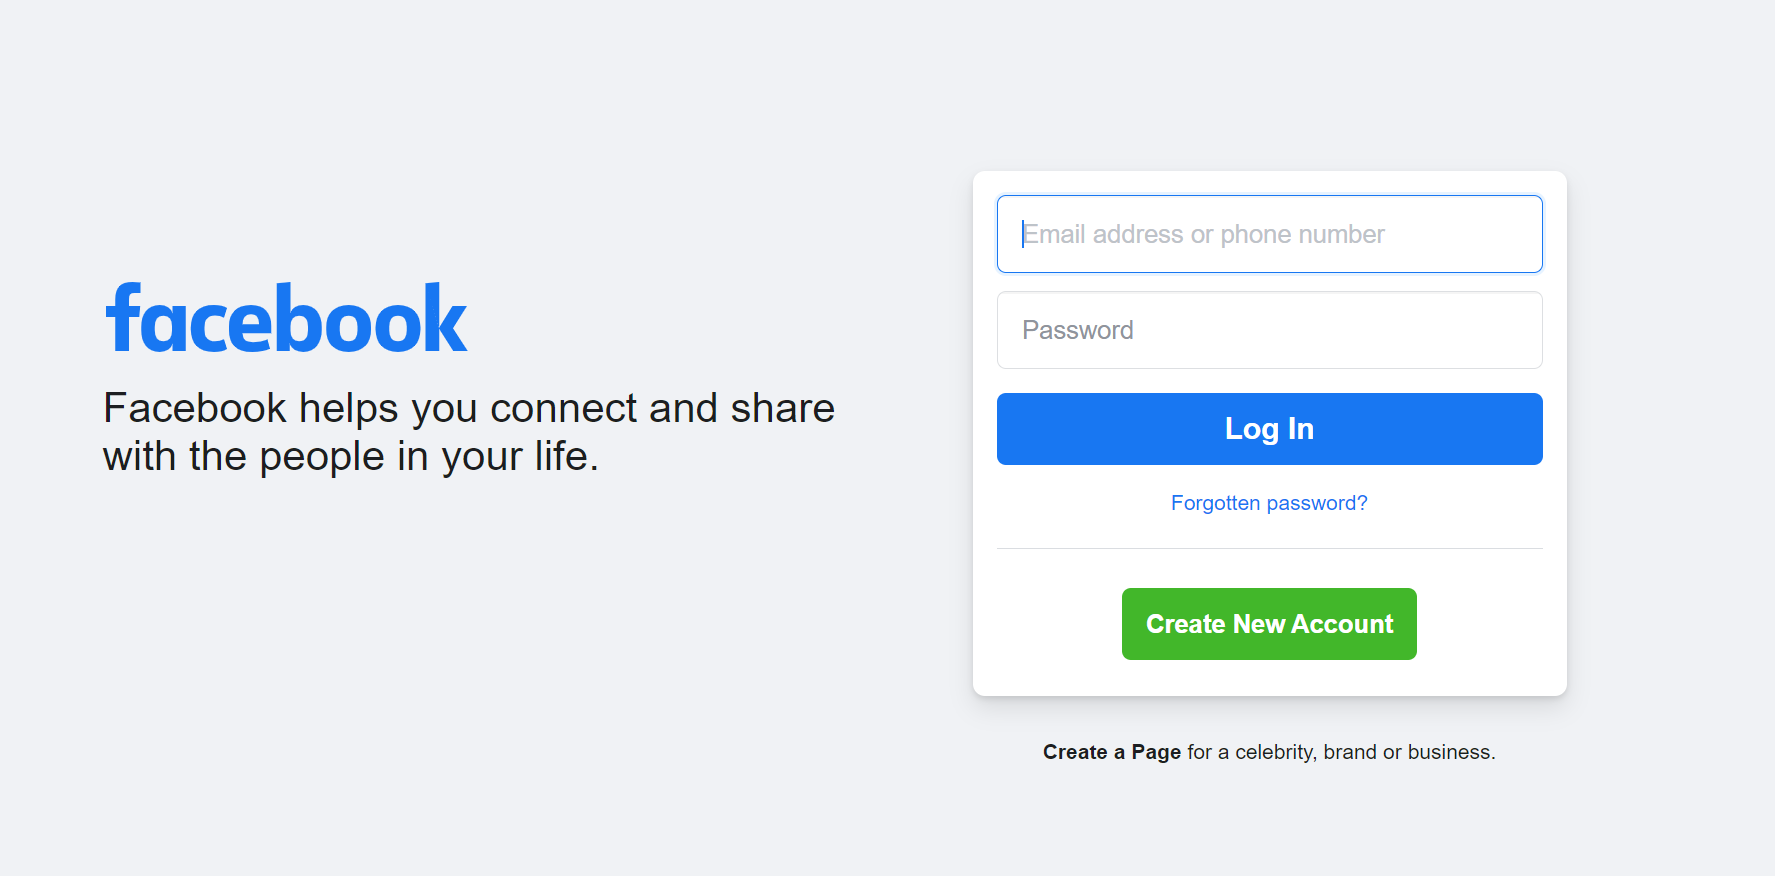 facebook
Facebook helps you connect and share
with the people in your life.
Email address or phone number
Password
Log In
Forgotten password?
Create New Account
Create a Page for a celebrity, brand or business.